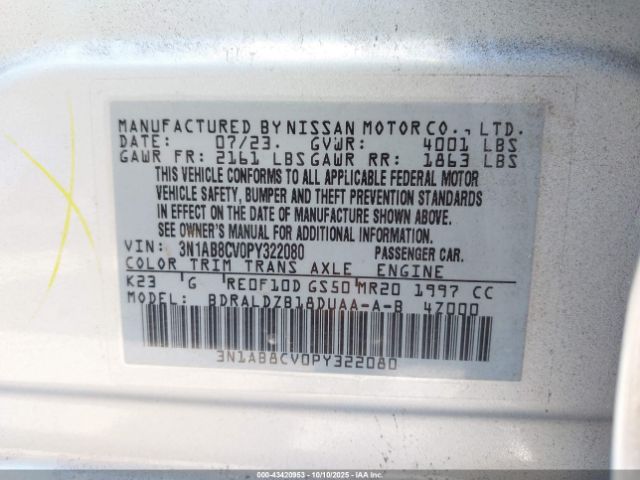 MANUFACTURED BY NISSAN MOTOR CO., LTD.
DATE: 07/23. GVWR: 4001 LBS
GAWR FR: 2161 LBS GAWR RR: 1863 LBS
THIS VEHICLE CONFORMS TO ALL APPLICABLE FEDERAL MOTOR
VEHICLE SAFETY, BUMPER AND THEFT PREVENTION STANDARDS
IN EFFECT ON THE DATE OF MANUFACTURE SHOWN ABOVE.
SEE OWNER'S MANUAL FOR ADDITIONAL INFORMATION
VIN: 3N1AB8CV0PY322080 PASSENGER CAR.
COLOR TRIM TRANS AXLE ENGINE
K23 G RE0F10D GS50 MR20 1997 CC
MODEL: BDRALDZB18DUAA-A-B 47000
3N1AB8CV0PY322080
000-43420953 | 10/10/2025 | IAA Inc.